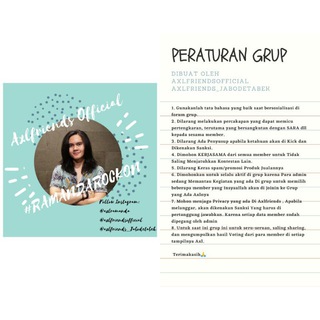 Axlfriends Official
#RAMAIIZAROCKOFF
Follow Instagram:
@axlramanda
@axlfriendsofficial
@axlfriends_Jabodetabek
PERATURAN GRUP
DIBUAT OLEH
AXLFRIENDSOFFICIAL
AXLFRIENDS_JABODETABEK
1. Gunakanlah tata bahasa yang baik saat bersosialisasi di
forum grup.
2. Dilarang melakukan percakapan yang dapat memicu
pertengkaran, terutama yang bersangkutan dengan SARA dll
kepada sesama member.
3. Dilarang Ada Penyusup apabila ketahuan akan di Kick dan
Dikenakan Sanksi.
4. Dimohon KERJASAMA dari semua member untuk Tidak
Saling Menjatuhkan Kontestan Lain.
5. Dilarang Keras spam/promosi Produk Jualannya
6. Dimohonkan untuk selalu aktif di grup karena Para admin
sedang Memantau Kegiatan yang ada Di grup untuk memilih
beberapa member yang Insyaallah akan di joinin ke Grup
yang Ada Axlnya
7. Mohon menjaga Privacy yang ada Di Axlfriends , Apabila
melanggar, akan dikenakan Sanksi Yang harus di
pertanggung jawabkan. Karena setiap data member sudah
dipegang oleh admin
8. Untuk saat ini grup ini untuk seru-seruan, saling sharing,
dan mengumpulkan hasil Voting dari para member di setiap
tampilnya Axl.
Terimakasih🙏